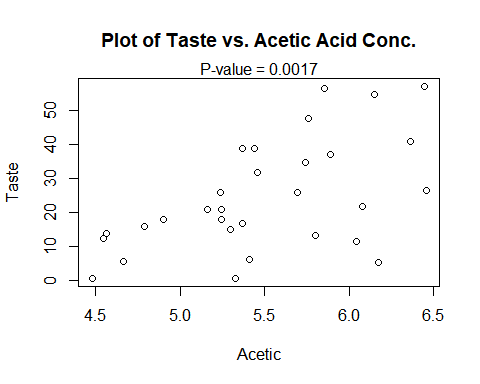 Plot of Taste vs. Acetic Acid Conc.
P-value = 0.0017
Taste
50
40
30
20
10
0
4.5 5.0 5.5 6.0 6.5
Acetic